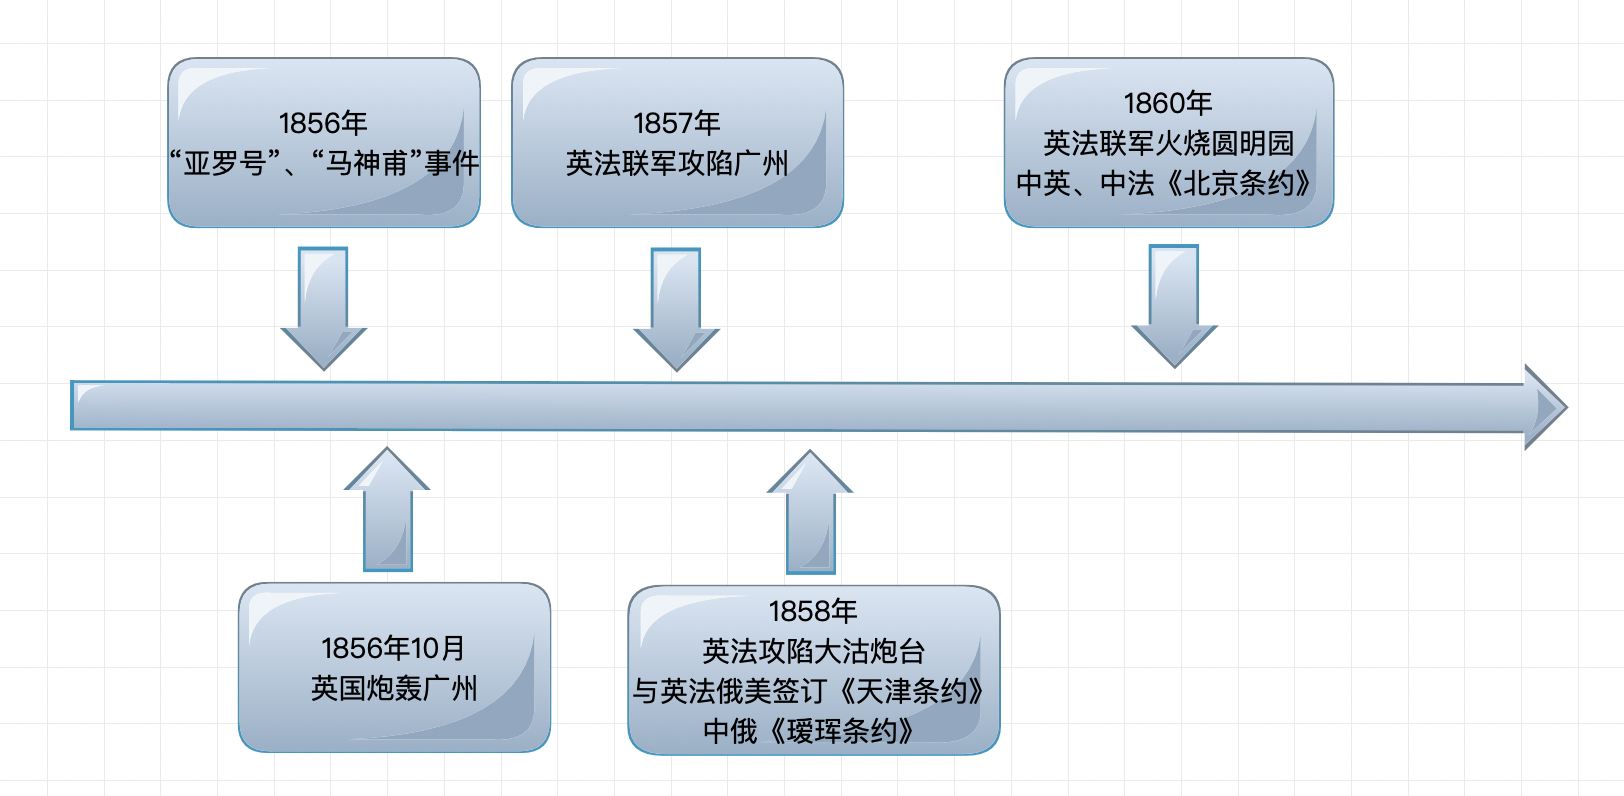 1856年
“亚罗号”、“马神甫”事件
1857年
英法联军攻陷广州
1860年
英法联军火烧圆明园
中英、中法《北京条约》
1856年10月
英国炮轰广州
1858年
英法攻陷大沽炮台
与英法俄美签订《天津条约》
中俄《瑷珲条约》